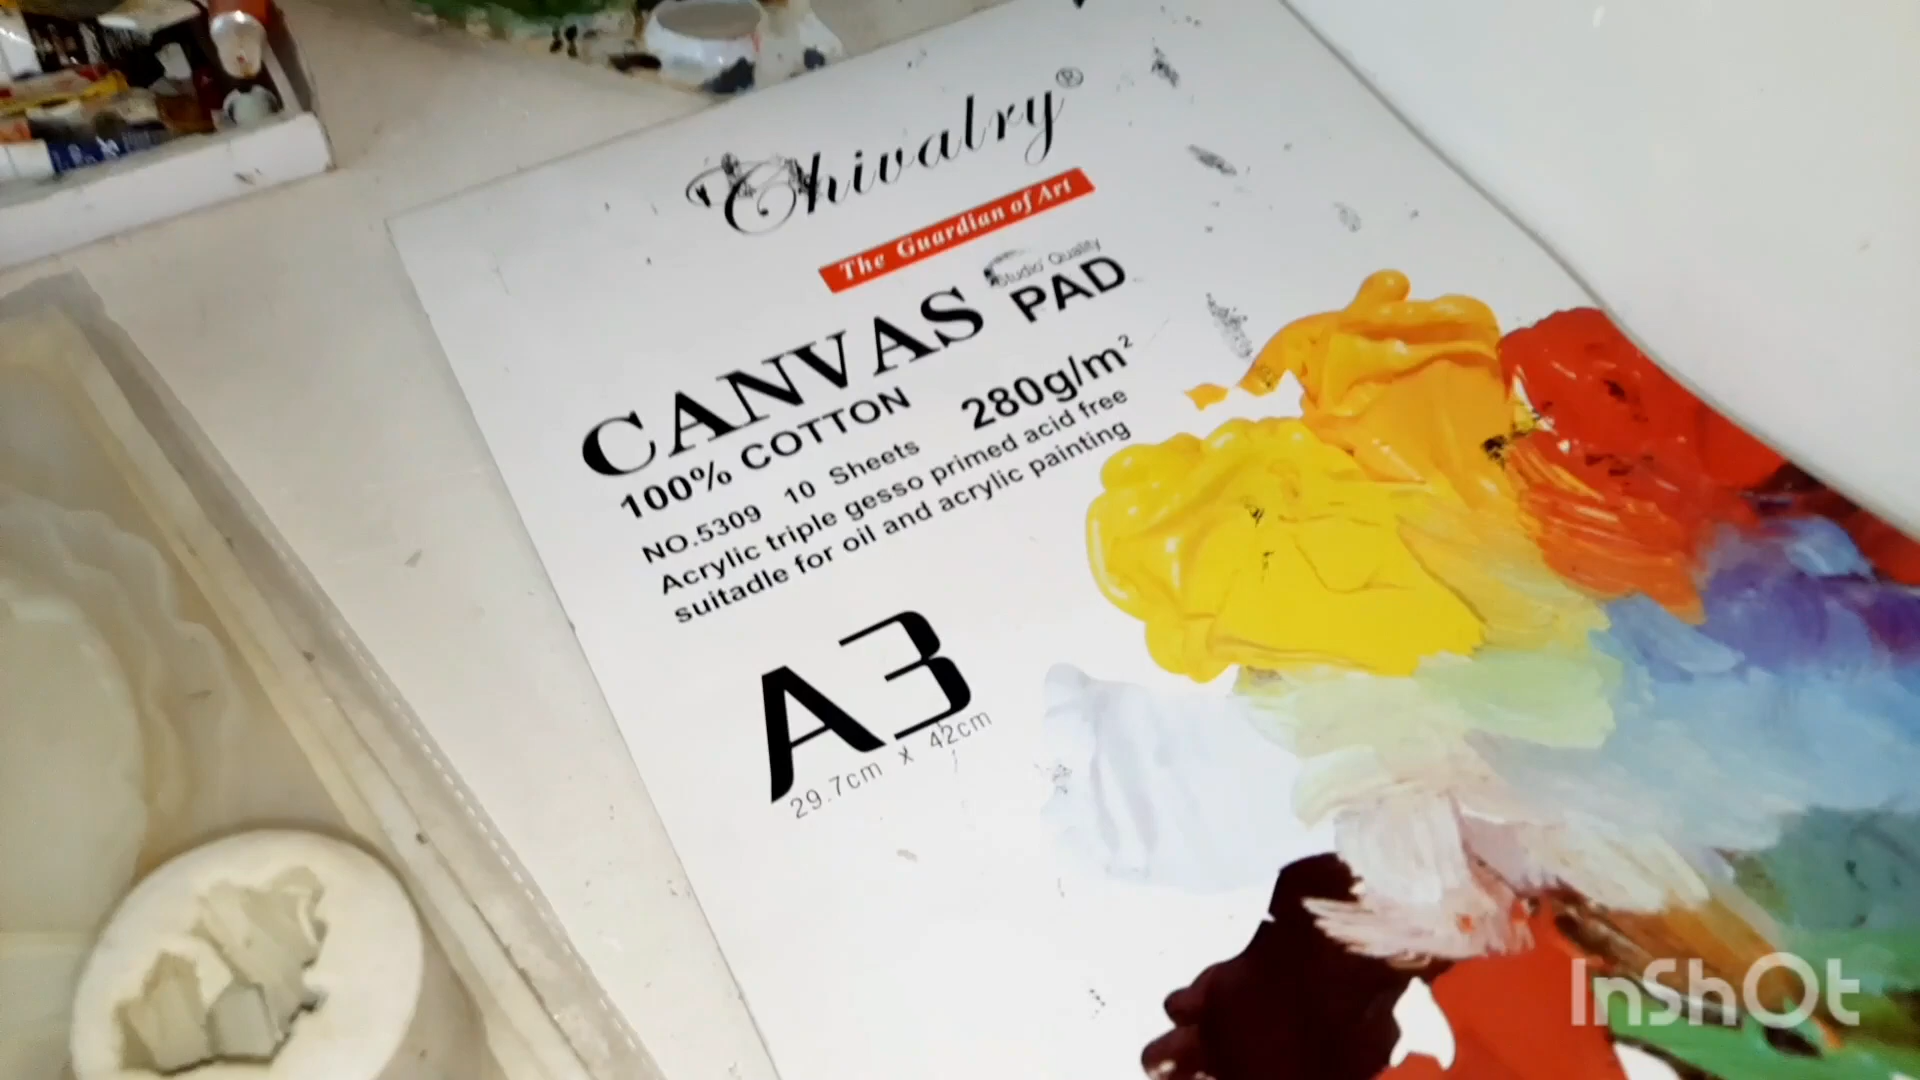 Chivalry®
The Guardian of Art
Studio Quality
CANVAS PAD
100% COTTON 280g/m²
NO.5309 10 Sheets
Acrylic triple gesso primed acid free
suitadle for oil and acrylic painting
A3
29.7cm x 42cm
InShOt